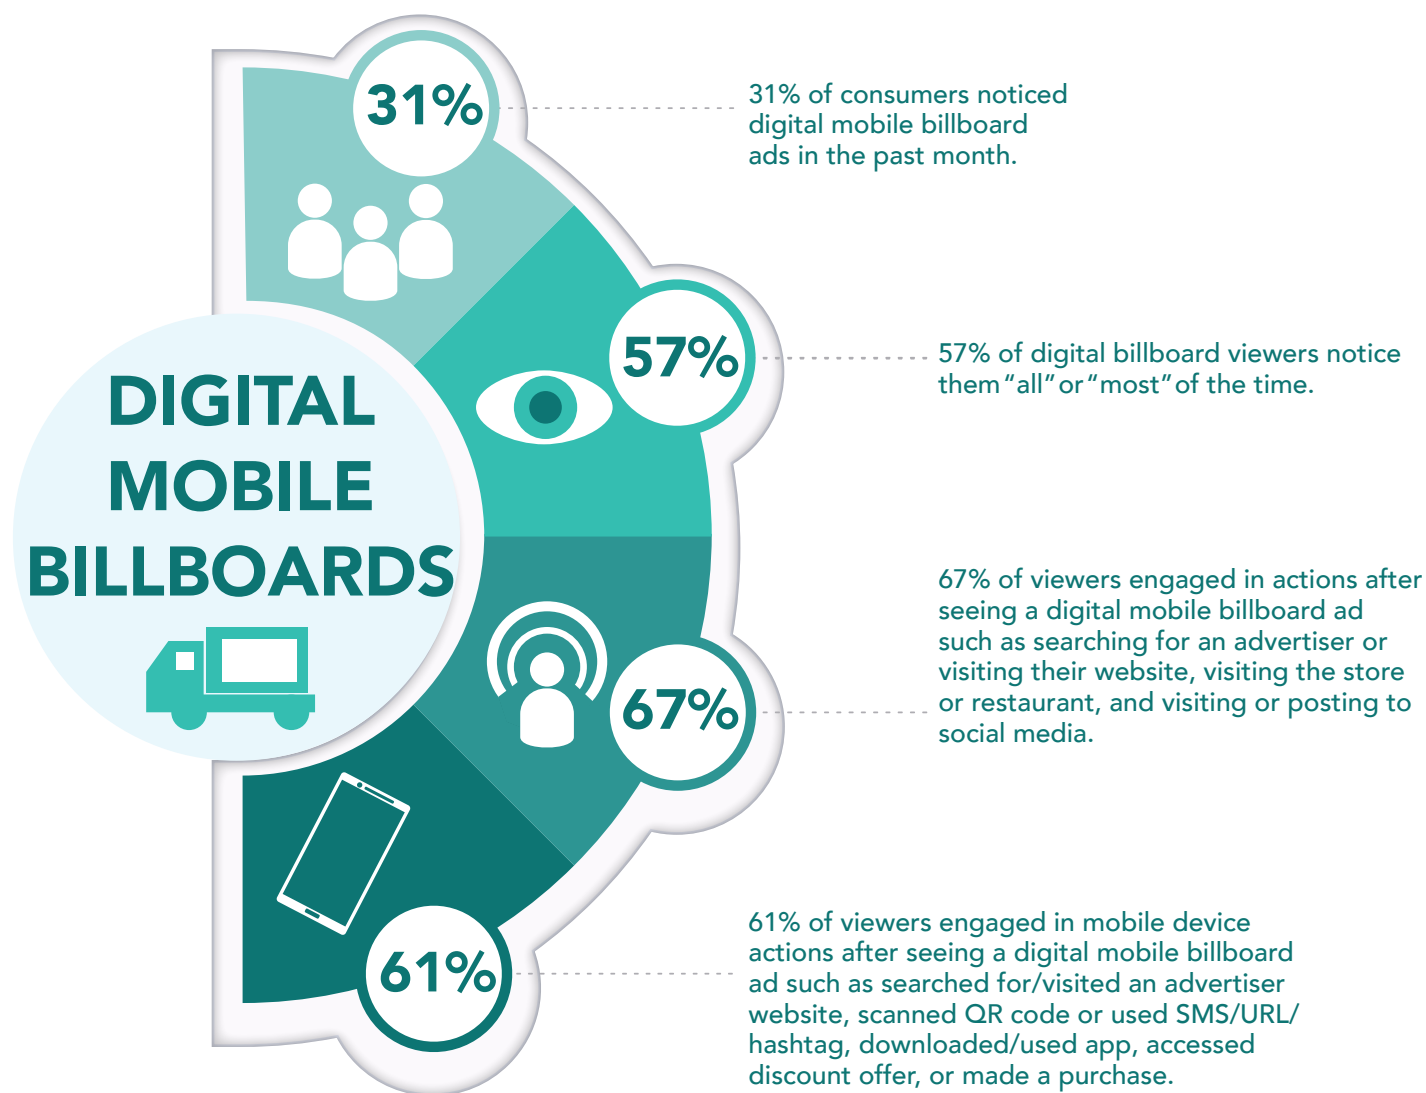 31%
31% of consumers noticed
digital mobile billboard
ads in the past month.
57%
57% of digital billboard viewers notice
them “all” or “most” of the time.
DIGITAL
MOBILE
BILLBOARDS
67%
67% of viewers engaged in actions after
seeing a digital mobile billboard ad
such as searching for an advertiser or
visiting their website, visiting the store
or restaurant, and visiting or posting to
social media.
61%
61% of viewers engaged in mobile device
actions after seeing a digital mobile billboard
ad such as searched for/visited an advertiser
website, scanned QR code or used SMS/URL/
hashtag, downloaded/used app, accessed
discount offer, or made a purchase.